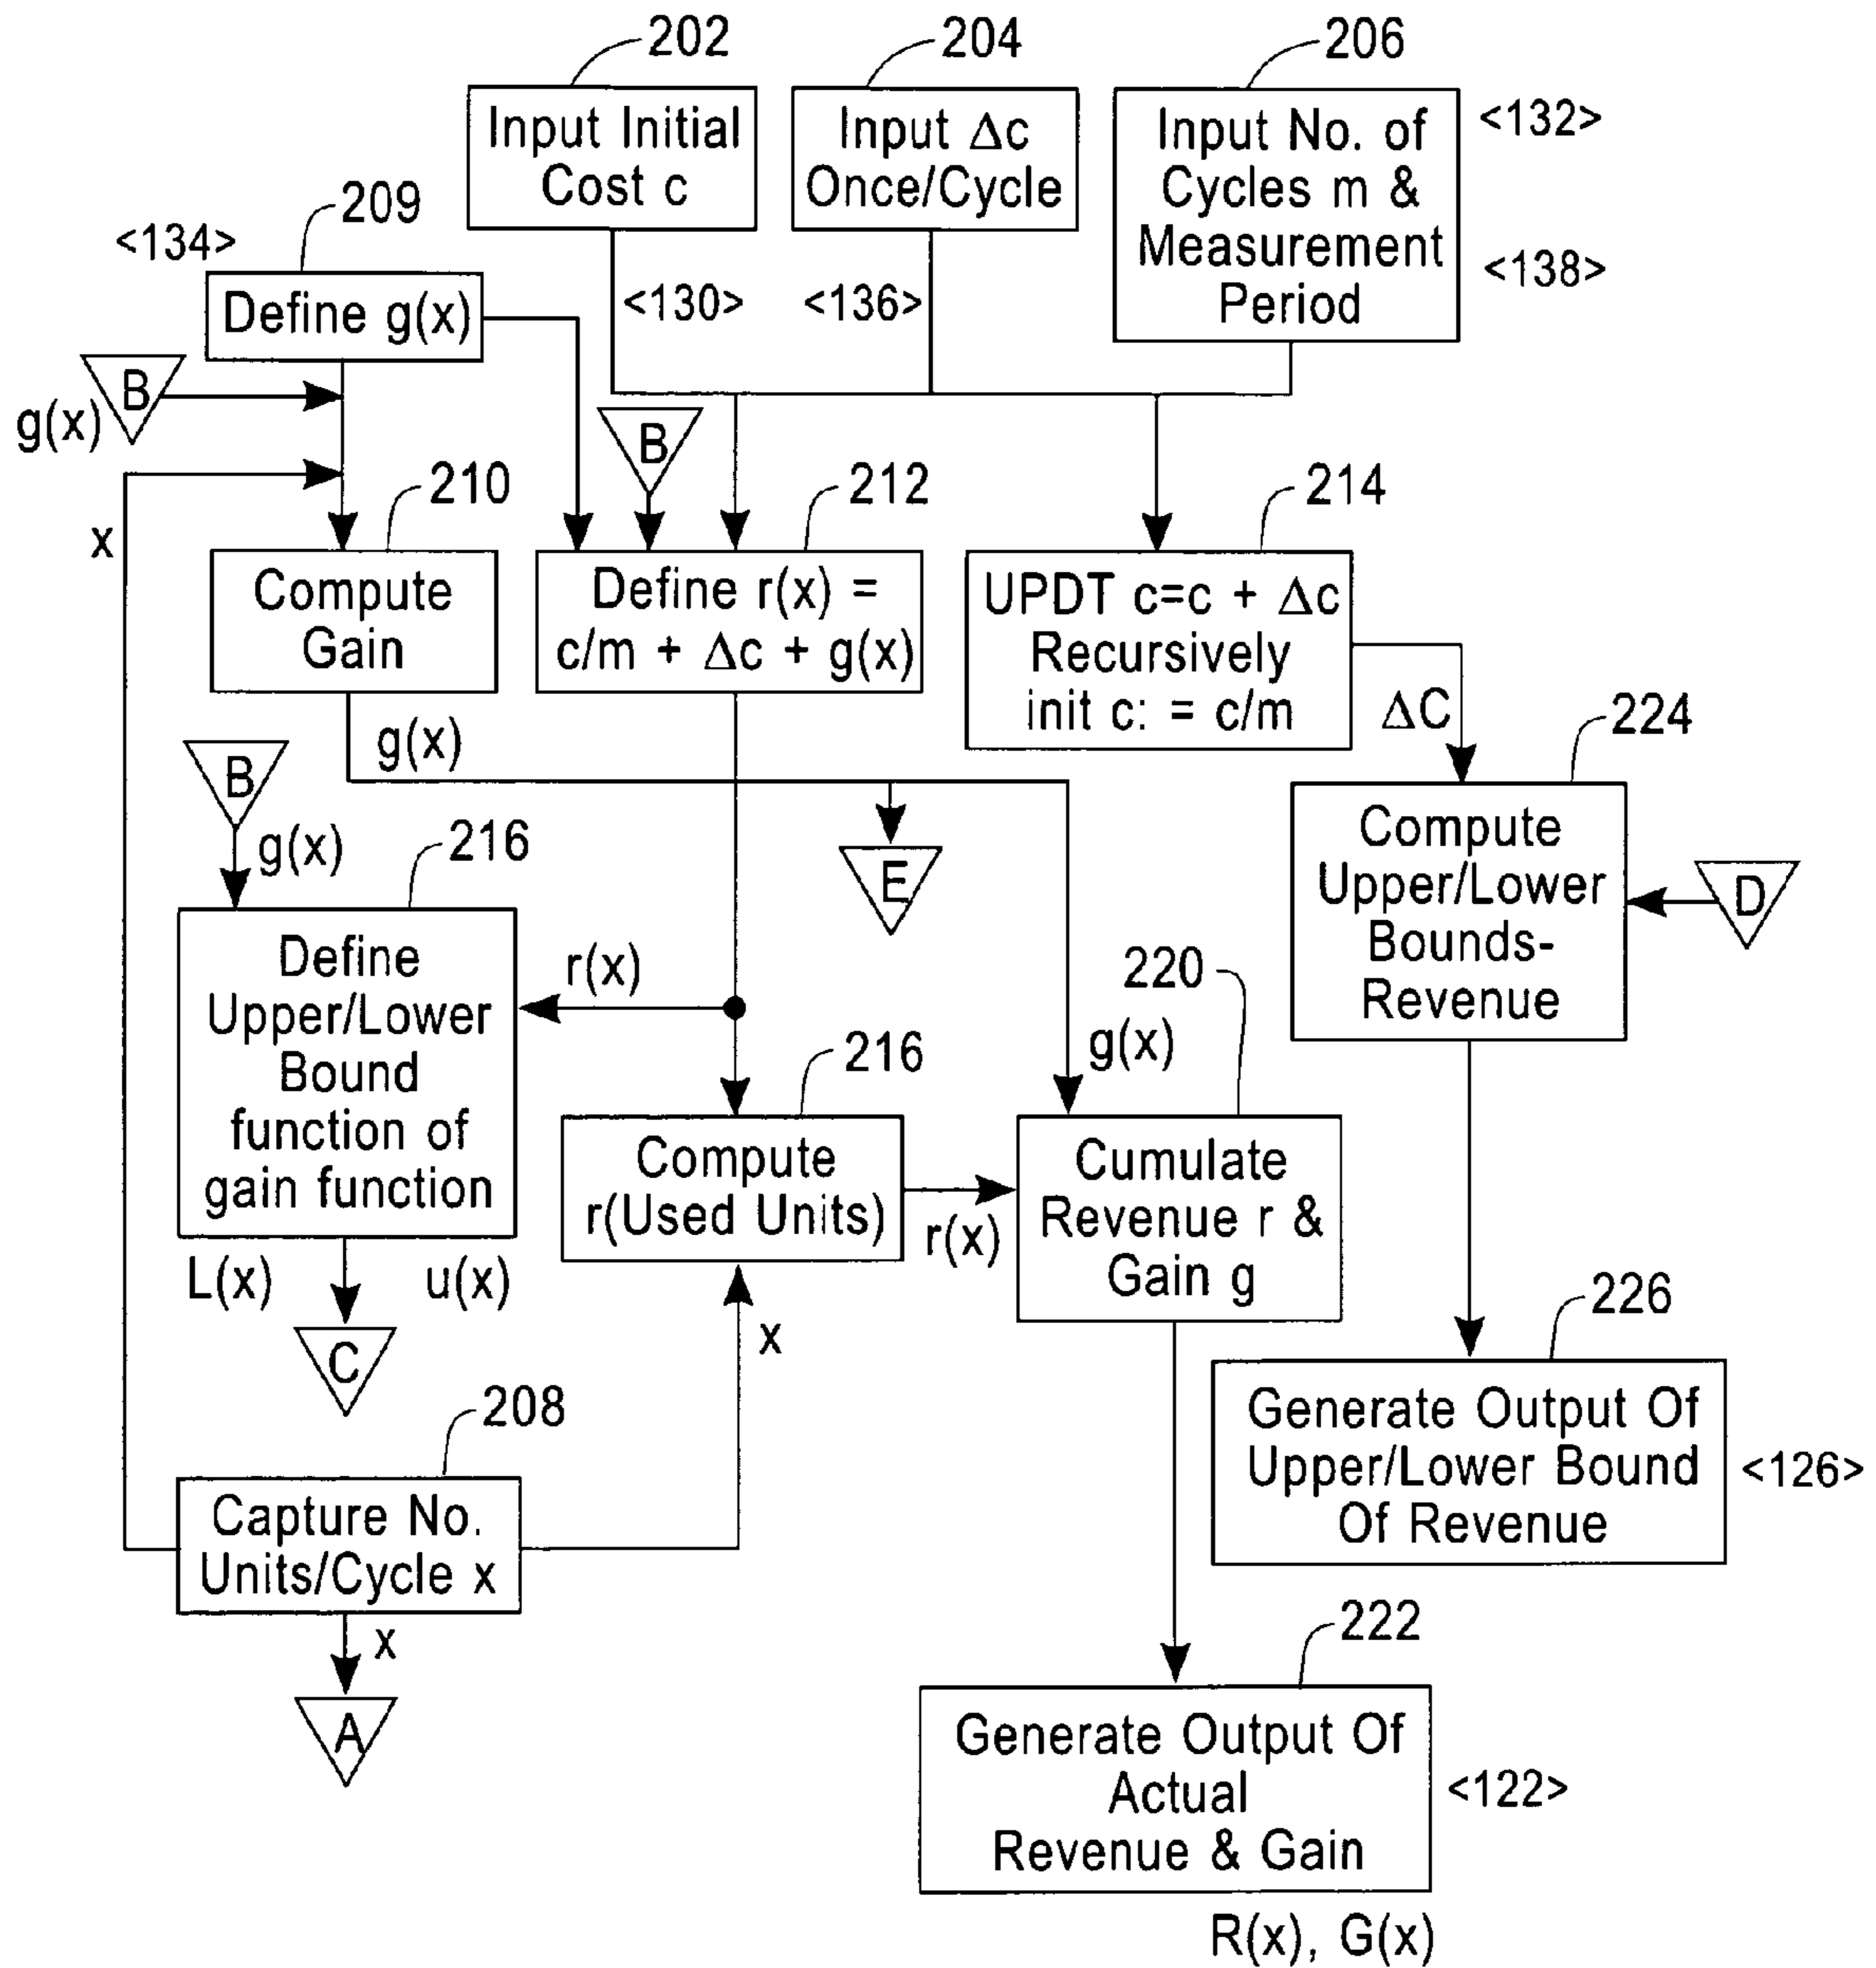 202
204
206
Input Initial
Cost c
Input Δc
Once/Cycle
Input No. of
Cycles m &
Measurement
Period
<132>
<138>
209
<134>
Define g(x)
<130>
<136>
B
g(x)
B
x
210
212
214
Compute
Gain
Define r(x) =
c/m + Δc + g(x)
UPDT c=c + Δc
Recursively
init c: = c/m
g(x)
ΔC
224
B
g(x)
216
E
Compute
Upper/Lower
Bounds-
Revenue
D
Define
Upper/Lower
Bound
function of
gain function
r(x)
220
g(x)
216
Compute
r(Used Units)
r(x)
Cumulate
Revenue r &
Gain g
L(x)
u(x)
C
x
226
Generate Output Of
Upper/Lower Bound
Of Revenue
<126>
208
Capture No.
Units/Cycle x
x
A
222
Generate Output Of
Actual
Revenue & Gain
<122>
R(x), G(x)